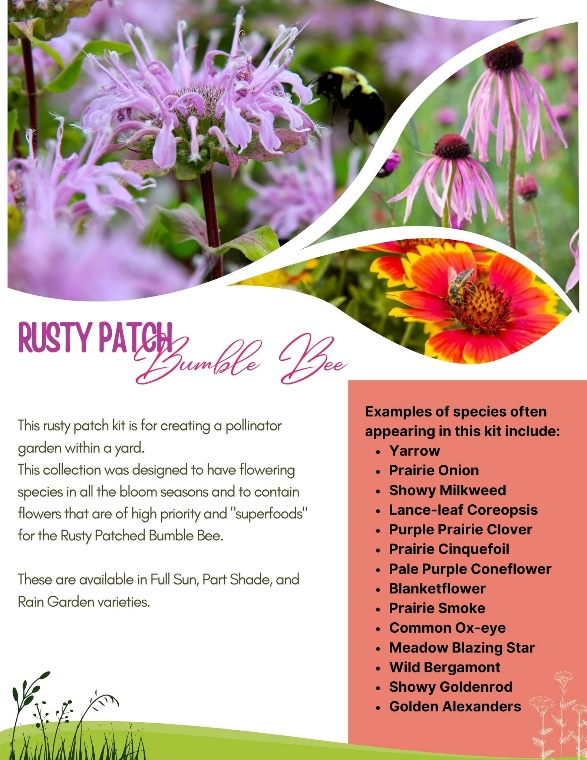 RUSTY PATCH
Bumble Bee
This rusty patch kit is for creating a pollinator
garden within a yard.
This collection was designed to have flowering
species in all the bloom seasons and to contain
flowers that are of high priority and "superfoods"
for the Rusty Patched Bumble Bee.
These are available in Full Sun, Part Shade, and
Rain Garden varieties.
Examples of species often
appearing in this kit include:
• Yarrow
• Prairie Onion
• Showy Milkweed
• Lance-leaf Coreopsis
• Purple Prairie Clover
• Prairie Cinquefoil
• Pale Purple Coneflower
• Blanketflower
• Prairie Smoke
• Common Ox-eye
• Meadow Blazing Star
• Wild Bergamont
• Showy Goldenrod
• Golden Alexanders